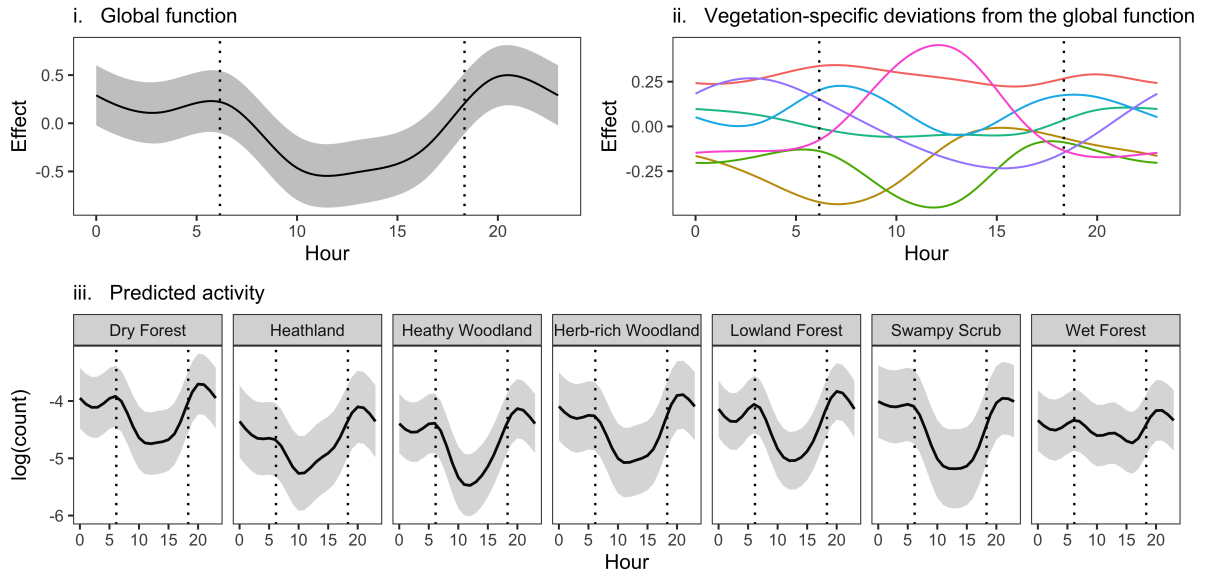 i. Global function
0.5
0.0
-0.5
Effect
0 5 10 15 20
Hour
ii. Vegetation-specific deviations from the global function
0.25
0.00
-0.25
Effect
0 5 10 15 20
Hour
iii. Predicted activity
Dry Forest Heathland Heathy Woodland Herb-rich Woodland Lowland Forest Swampy Scrub Wet Forest
-4
-5
-6
log(count)
0 5 10 15 20 0 5 10 15 20 0 5 10 15 20 0 5 10 15 20 0 5 10 15 20 0 5 10 15 20 0 5 10 15 20
Hour